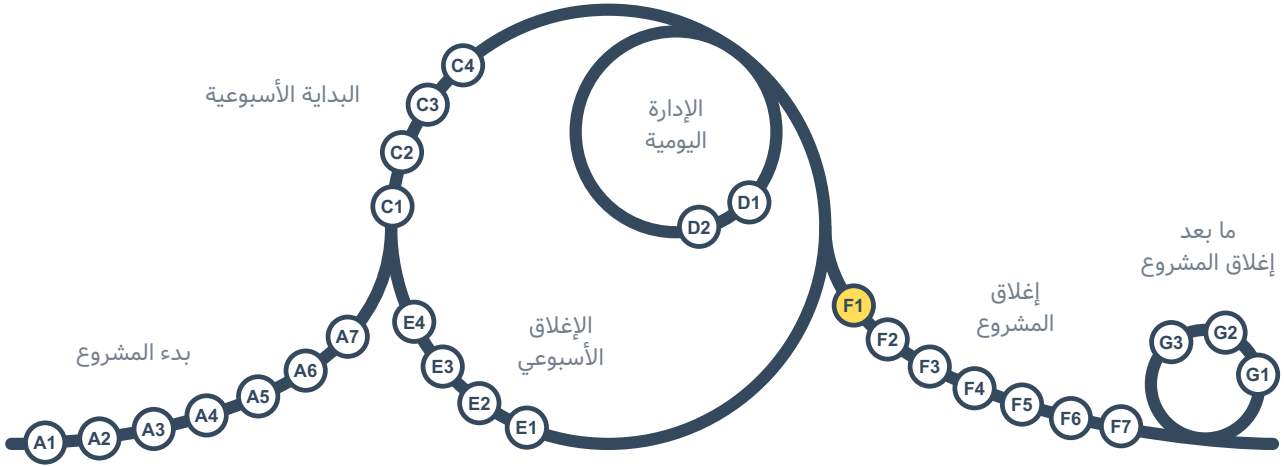 بدء المشروع
A1
A2
A3
A4
A5
A6
A7
البداية الأسبوعية
C1
C2
C3
C4
الإدارة
اليومية
D1
D2
الإغلاق
الأسبوعي
E1
E2
E3
E4
إغلاق
المشروع
F1
F2
F3
F4
F5
F6
F7
ما بعد
إغلاق المشروع
G1
G2
G3